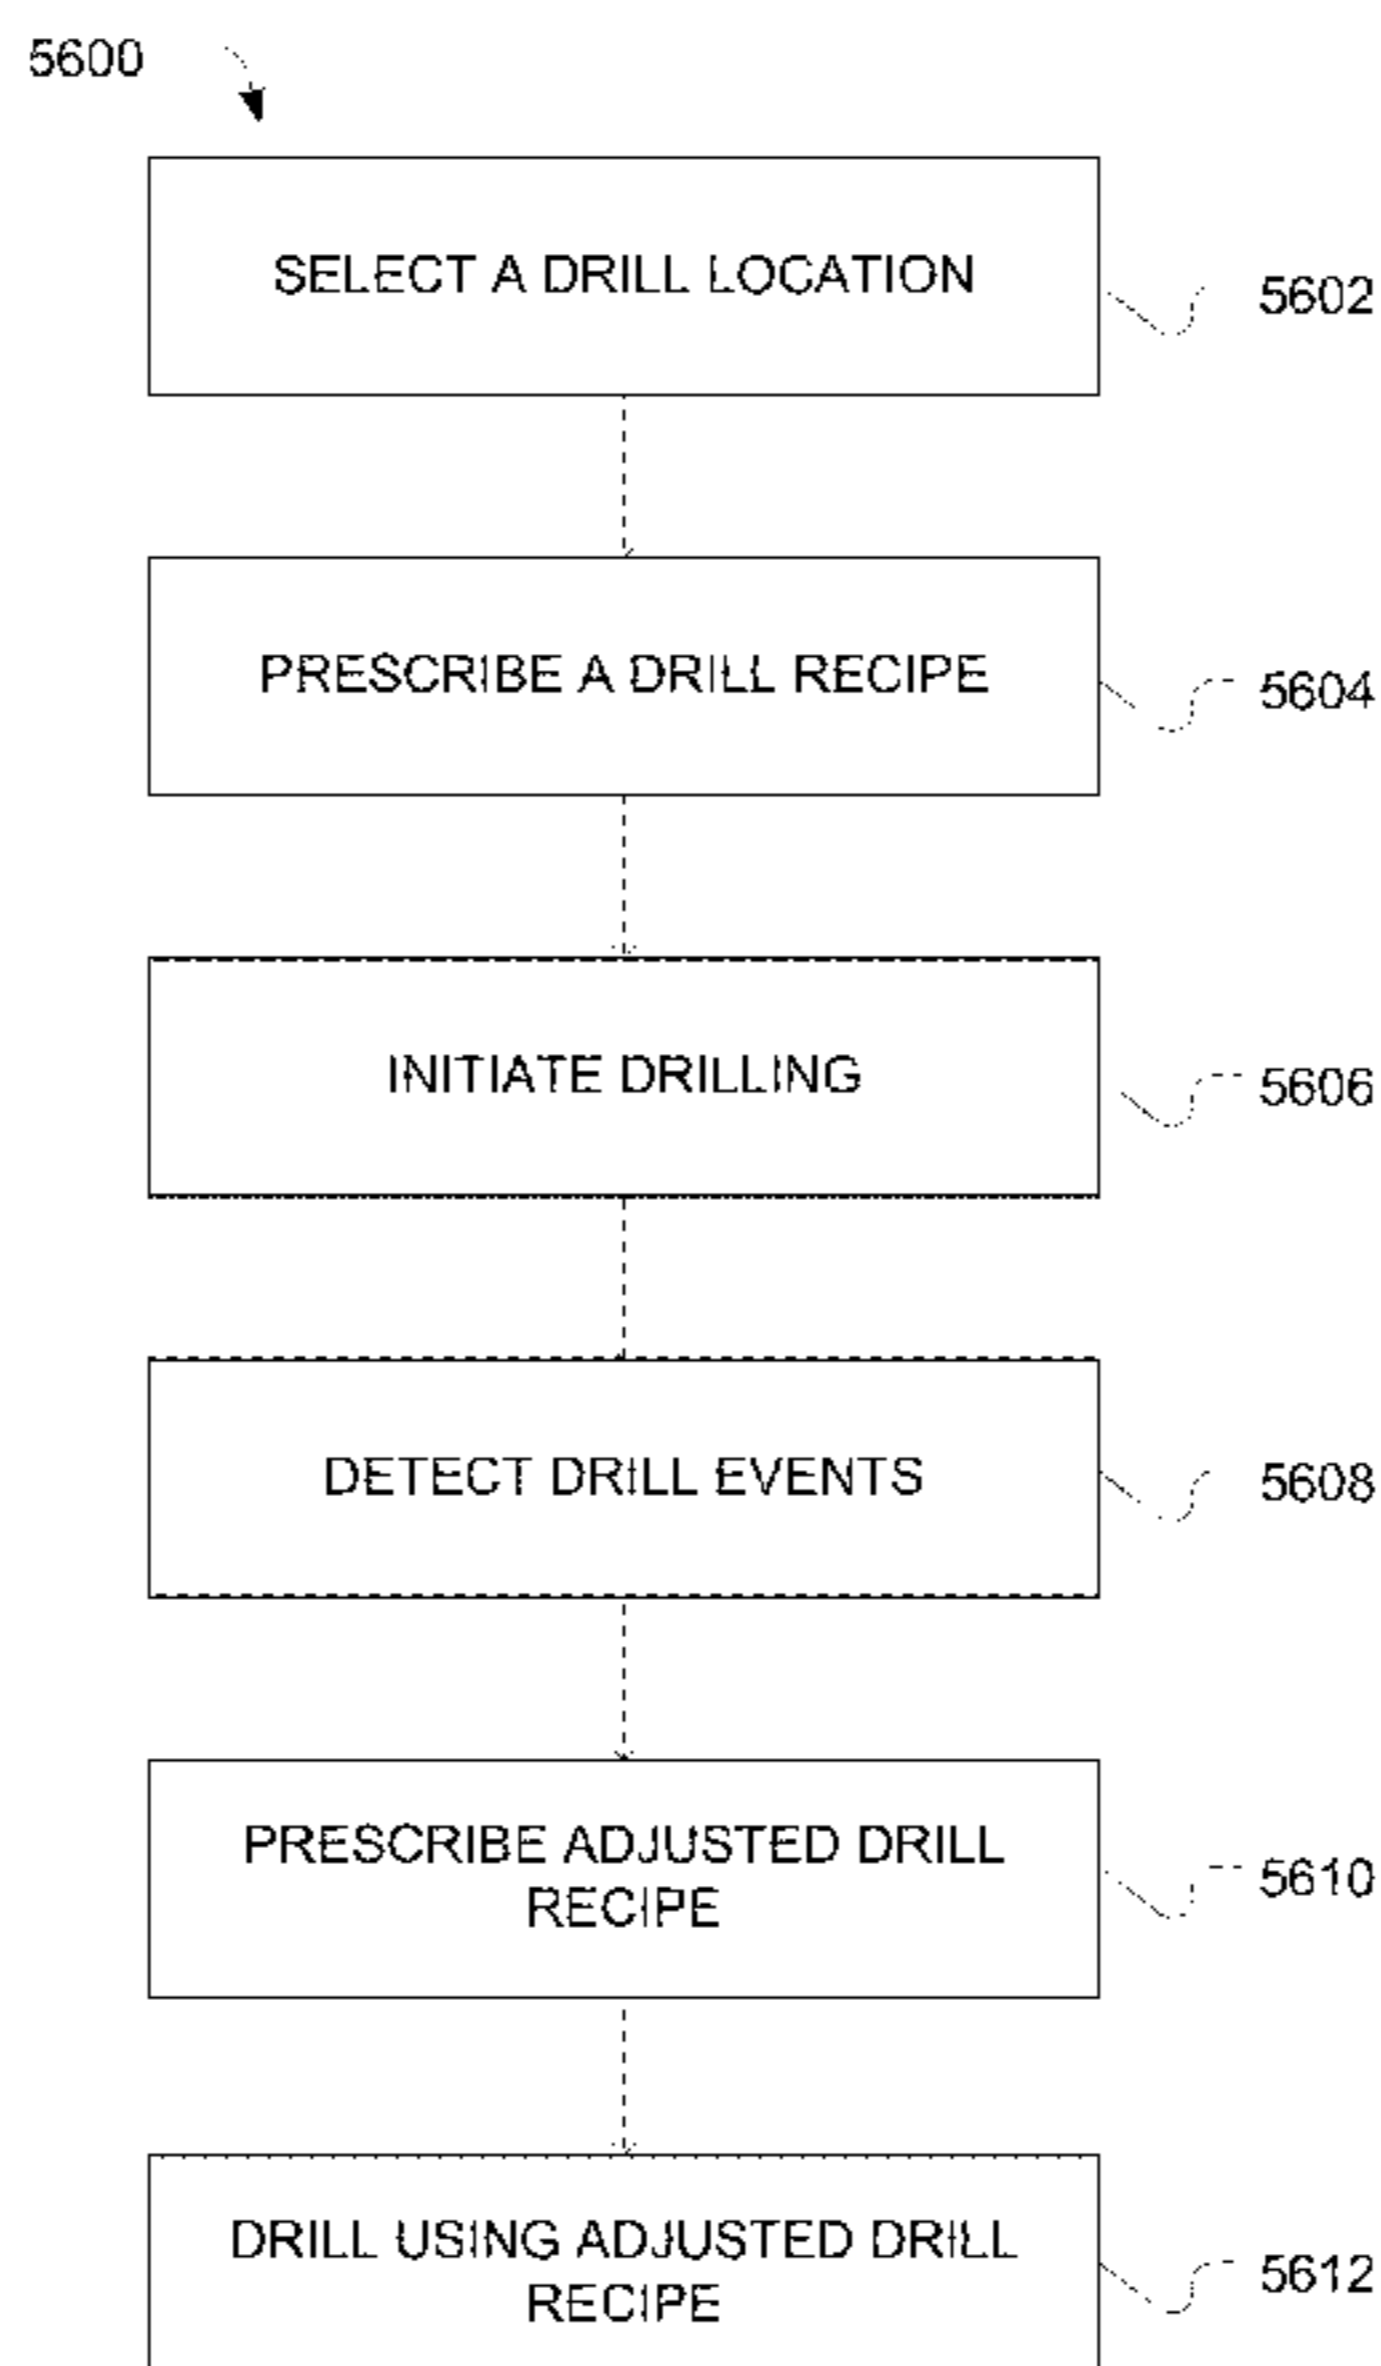 5600
SELECT A DRILL LOCATION
5602
PRESCRIBE A DRILL RECIPE
5604
INITIATE DRILLING
5606
DETECT DRILL EVENTS
5608
PRESCRIBE ADJUSTED DRILL
RECIPE
5610
DRILL USING ADJUSTED DRILL
RECIPE
5612